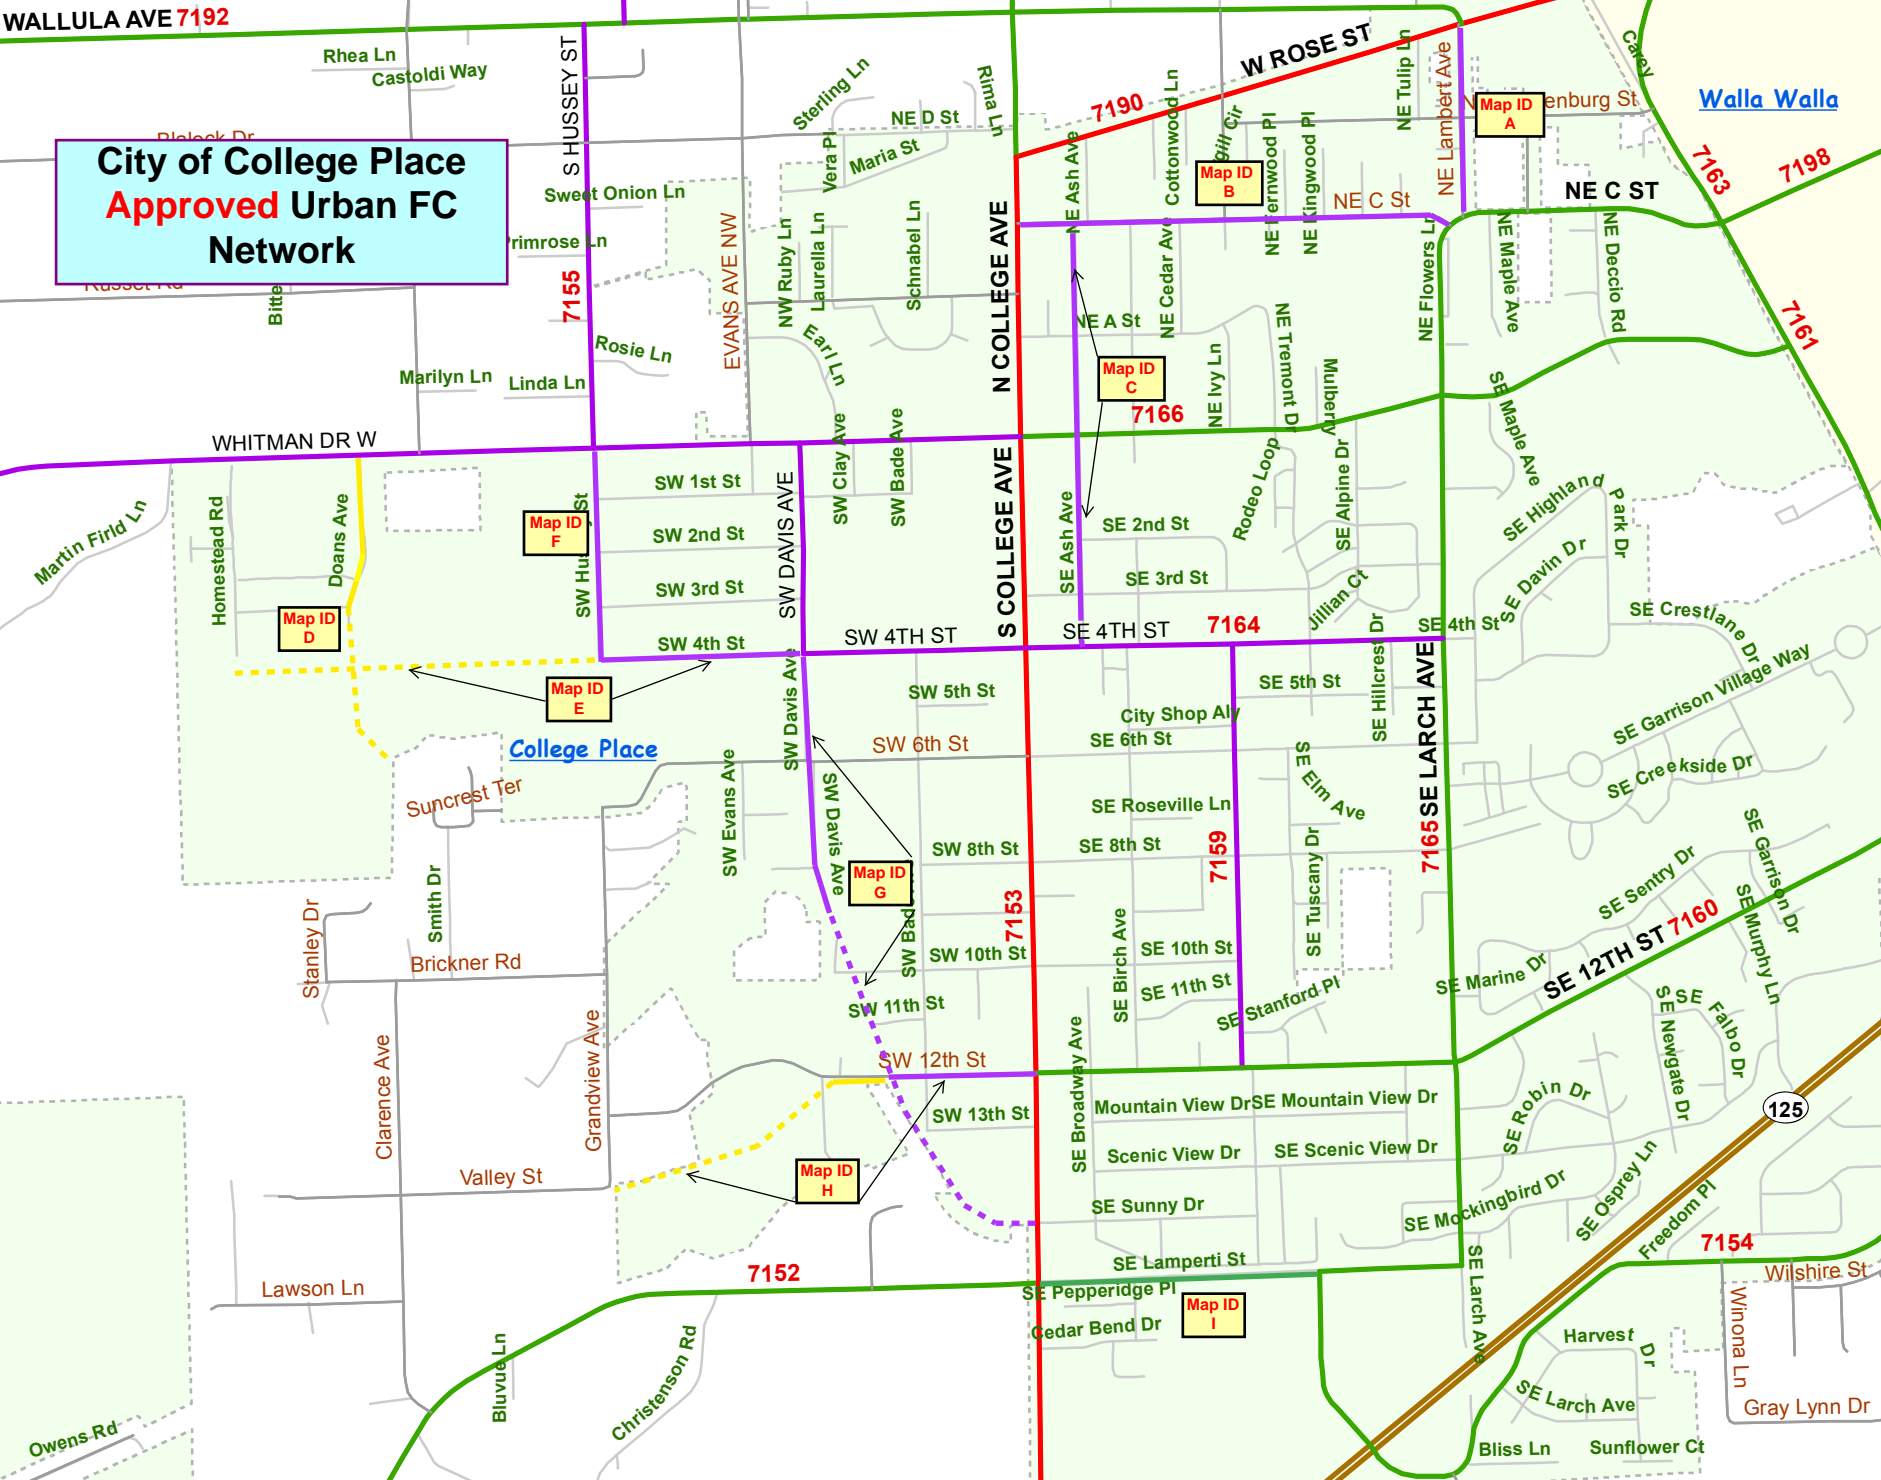 WALLULA AVE 7192
Rhea Ln
Castoldi Way
S HUSSEY ST
Sterling Ln
Rima Ln
NE D St
Vera Pl
Maria St
7190
W ROSE ST
Cottonwood Ln
NE Tulip Ln
NE Lambert Ave
Map ID
A
enburg St
Carey
Walla Walla
Blalock Dr
City of College Place
Approved Urban FC
Network
Sweet Onion Ln
Primrose Ln
Russet Rd
Bitte
7155
EVANS AVE NW
NW Ruby Ln
Laurella Ln
Schnabel Ln
N COLLEGE AVE
NE Ash Ave
Map ID
B
gill Cir
NE Fernwood Pl
NE Kingwood Pl
NE C St
NE C ST
7163
7198
7161
NE Cedar Ave
NE A St
NE Flowers Ln
NE Maple Ave
NE Deccio Rd
Rosie Ln
Earl Ln
Marilyn Ln
Linda Ln
Map ID
C
7166
NE Ivy Ln
NE Tremont Dr
Mulberry
SE Maple Ave
WHITMAN DR W
SW Clay Ave
SW Bade Ave
S COLLEGE AVE
Rodeo Loop
SE Alpine Dr
SE Highland Park Dr
Martin Firld Ln
Homestead Rd
Doans Ave
Map ID
F
SW 1st St
SW 2nd St
SW 3rd St
SW 4th St
SW DAVIS AVE
SE Ash Ave
SE 2nd St
SE 3rd St
Jillian Ct
SE Davin Dr
SE Crestlane Dr
Map ID
D
SW 4TH ST
SE 4TH ST
7164
SE 4th St
Map ID
E
College Place
SW Davis Ave
SW 5th St
SE 5th St
SE Hillcrest Dr
SE LARCH AVE
7165
SE Garrison Village Way
City Shop Aly
SW 6th St
SE 6th St
SE Elm Ave
SE Creekside Dr
Suncrest Ter
SW Evans Ave
SW Davis Ave
SE Roseville Ln
Map ID
G
SW 8th St
SE 8th St
7159
SE Tuscany Dr
SE Garrison Dr
SE Sentry Dr
SE Murphy Ln
Smith Dr
Stanley Dr
Brickner Rd
7153
SW 10th St
SE 10th St
SE Birch Ave
SE 11th St
SW 11th St
SE Stanford Pl
SE Marine Dr
SE 12TH ST 7160
SE Newgate Dr
SE Falbo Dr
Clarence Ave
Grandview Ave
SW 12th St
SE Broadway Ave
SW 13th St
Mountain View Dr
SE Mountain View Dr
SE Robin Dr
125
Valley St
Map ID
H
Scenic View Dr
SE Scenic View Dr
SE Sunny Dr
SE Mockingbird Dr
SE Osprey Ln
Freedom Pl
7154
Wilshire St
Lawson Ln
7152
SE Lamperti St
SE Pepperidge Pl
Cedar Bend Dr
Map ID
I
SE Larch Ave
Harvest Dr
Winona Ln
Bluvue Ln
Christenson Rd
SE Larch Ave
Gray Lynn Dr
Owens Rd
Bliss Ln
Sunflower Ct